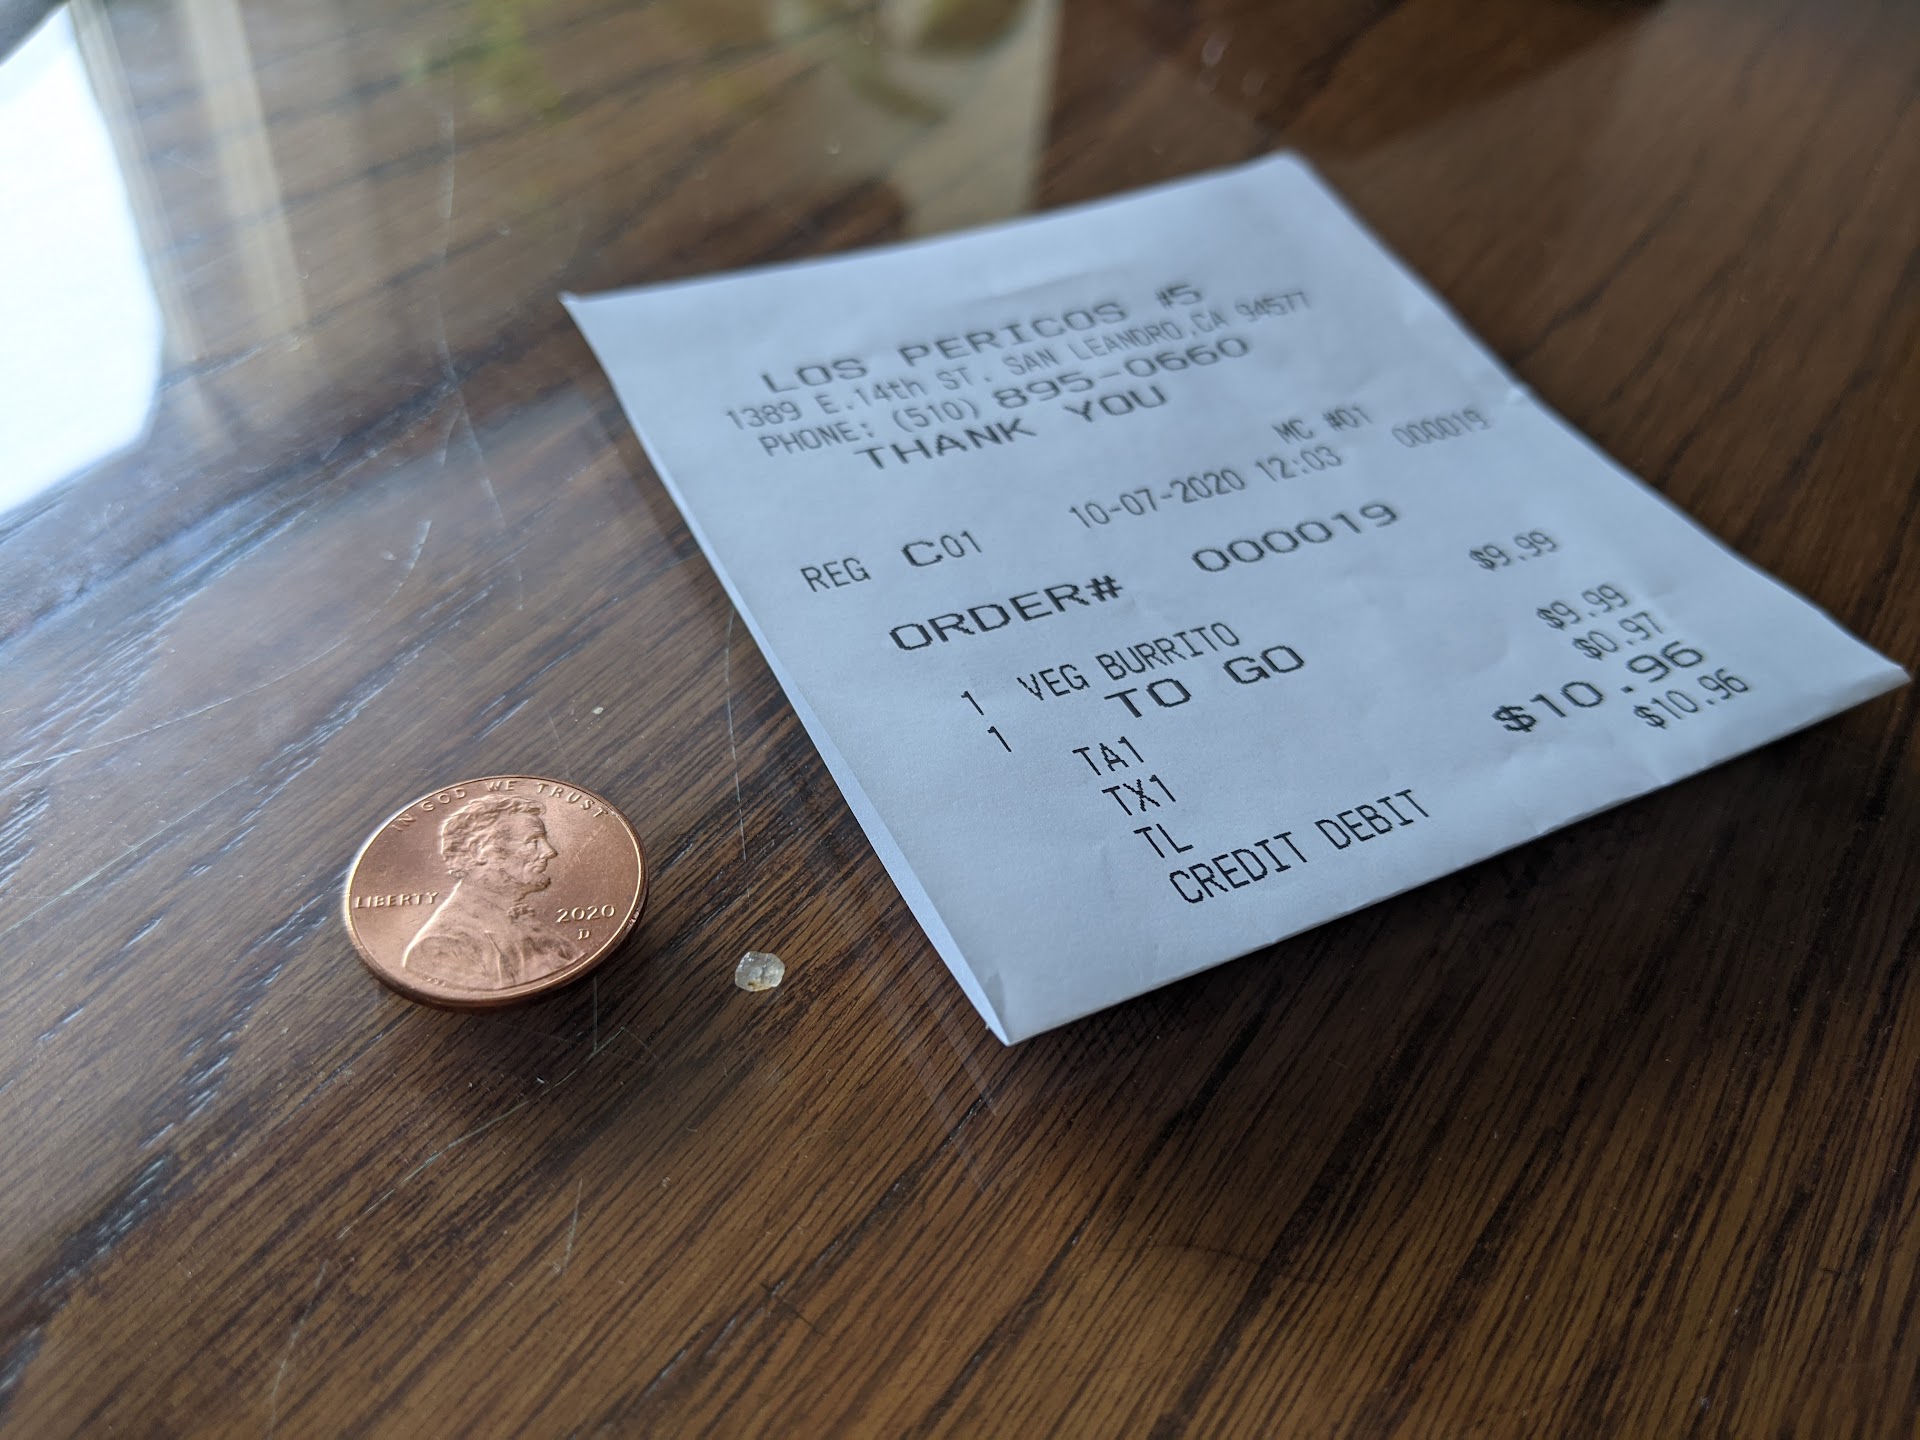 LOS PERICOS #5
1389 E.14th ST. SAN LEANDRO,CA 94577
PHONE: (510) 895-0660
THANK YOU
MC #01
REG C01 10-07-2020 12:03 000019
ORDER# 000019
1 VEG BURRITO $9.99
1 TO GO
TA1 $9.99
TX1 $0.97
TL $10.96
CREDIT DEBIT $10.96
IN GOD WE TRUST
LIBERTY
2020
D